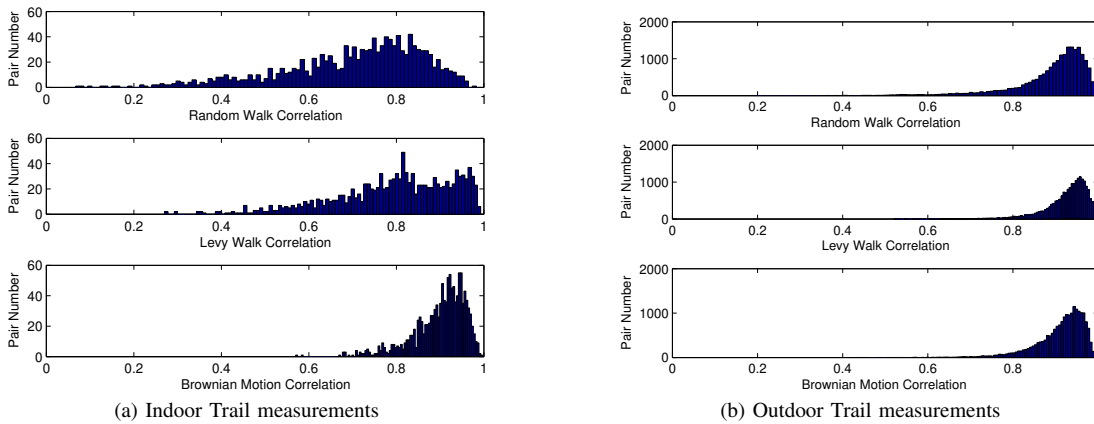 60
40
20
0
Pair Number
0 0.2 0.4 0.6 0.8 1
Random Walk Correlation
60
40
20
0
Pair Number
0 0.2 0.4 0.6 0.8 1
Levy Walk Correlation
60
40
20
0
Pair Number
0 0.2 0.4 0.6 0.8 1
Brownian Motion Correlation
(a) Indoor Trail measurements
2000
1000
0
Pair Number
0 0.2 0.4 0.6 0.8
Random Walk Correlation
2000
1000
0
Pair Number
0 0.2 0.4 0.6 0.8
Levy Walk Correlation
2000
1000
0
Pair Number
0 0.2 0.4 0.6 0.8
Brownian Motion Correlation
(b) Outdoor Trail measurements